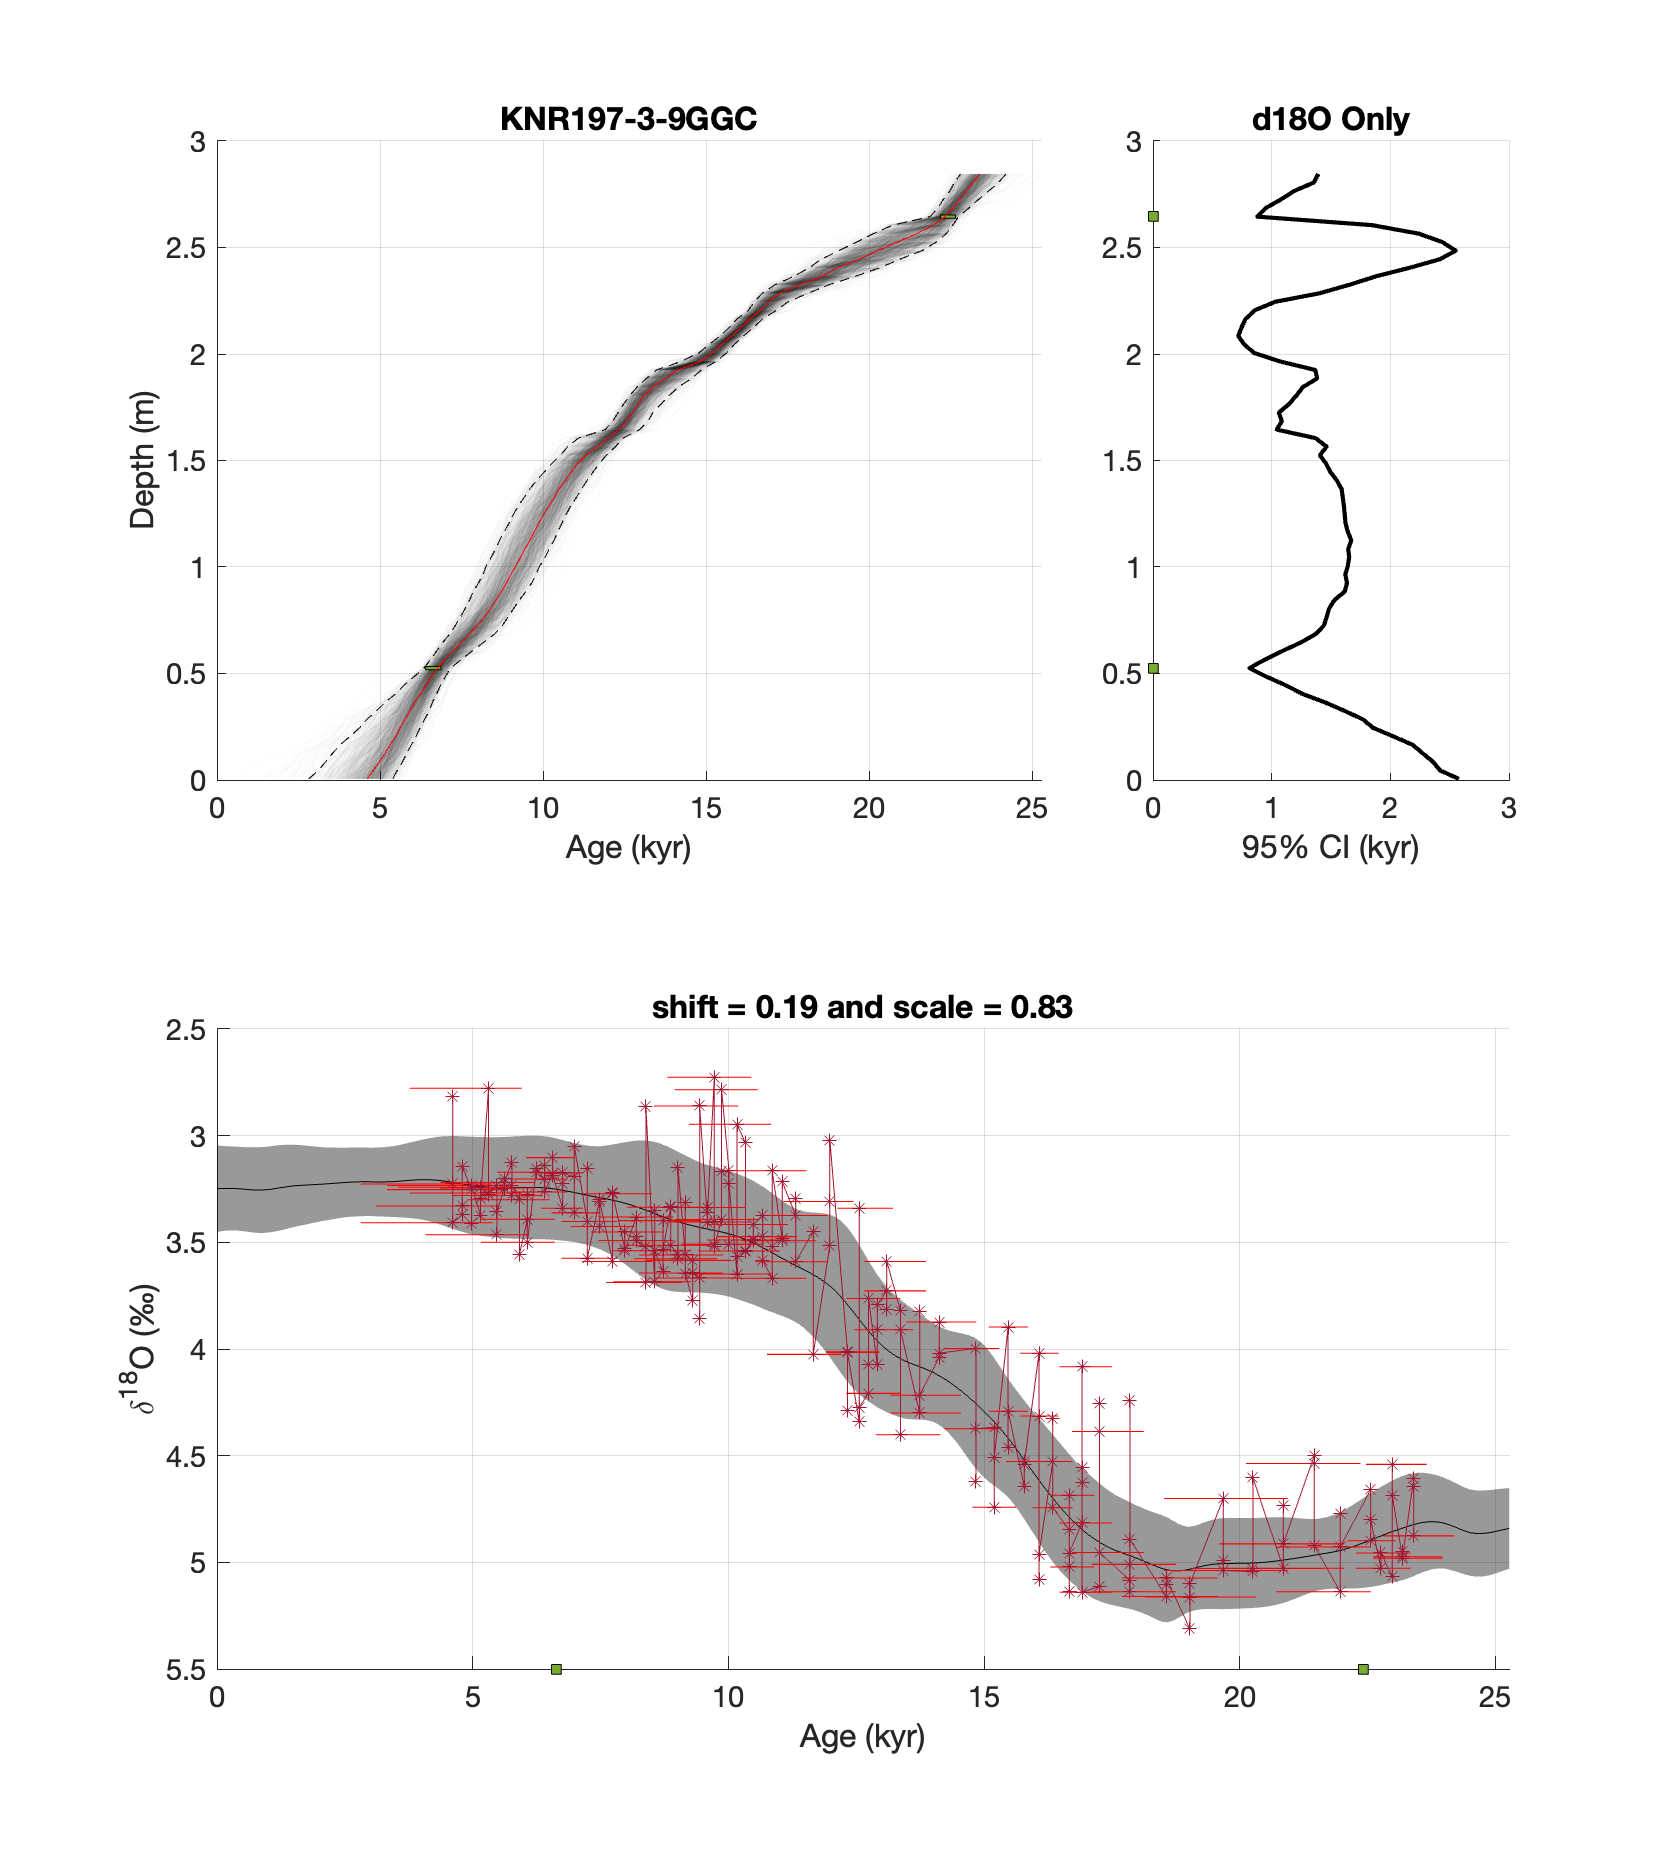 KNR197-3-9GGC
d18O Only
3
2.5
2
1.5
1
0.5
0
Depth (m)
0 5 10 15 20 25
Age (kyr)
3
2.5
2
1.5
1
0.5
0
0 1 2 3
95% CI (kyr)
shift = 0.19 and scale = 0.83
2.5
3
3.5
4
4.5
5
5.5
δ¹⁸O (‰)
0 5 10 15 20 25
Age (kyr)